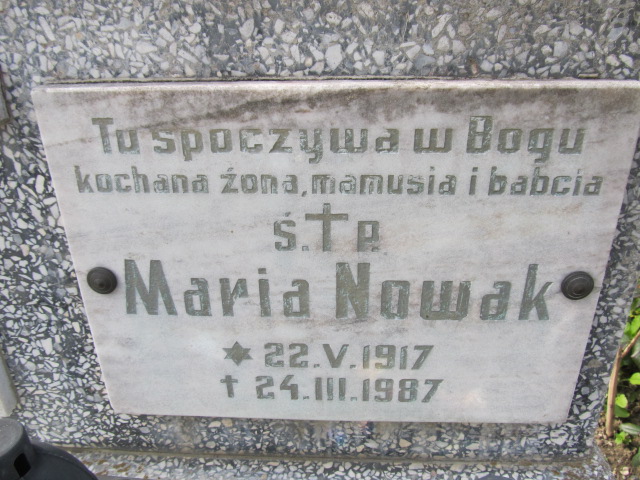 Tu spoczywa w Bogu
kochana żona, mamusia i babcia
ś.†p.
Maria Nowak
✶ 22.V.1917
† 24.III.1987